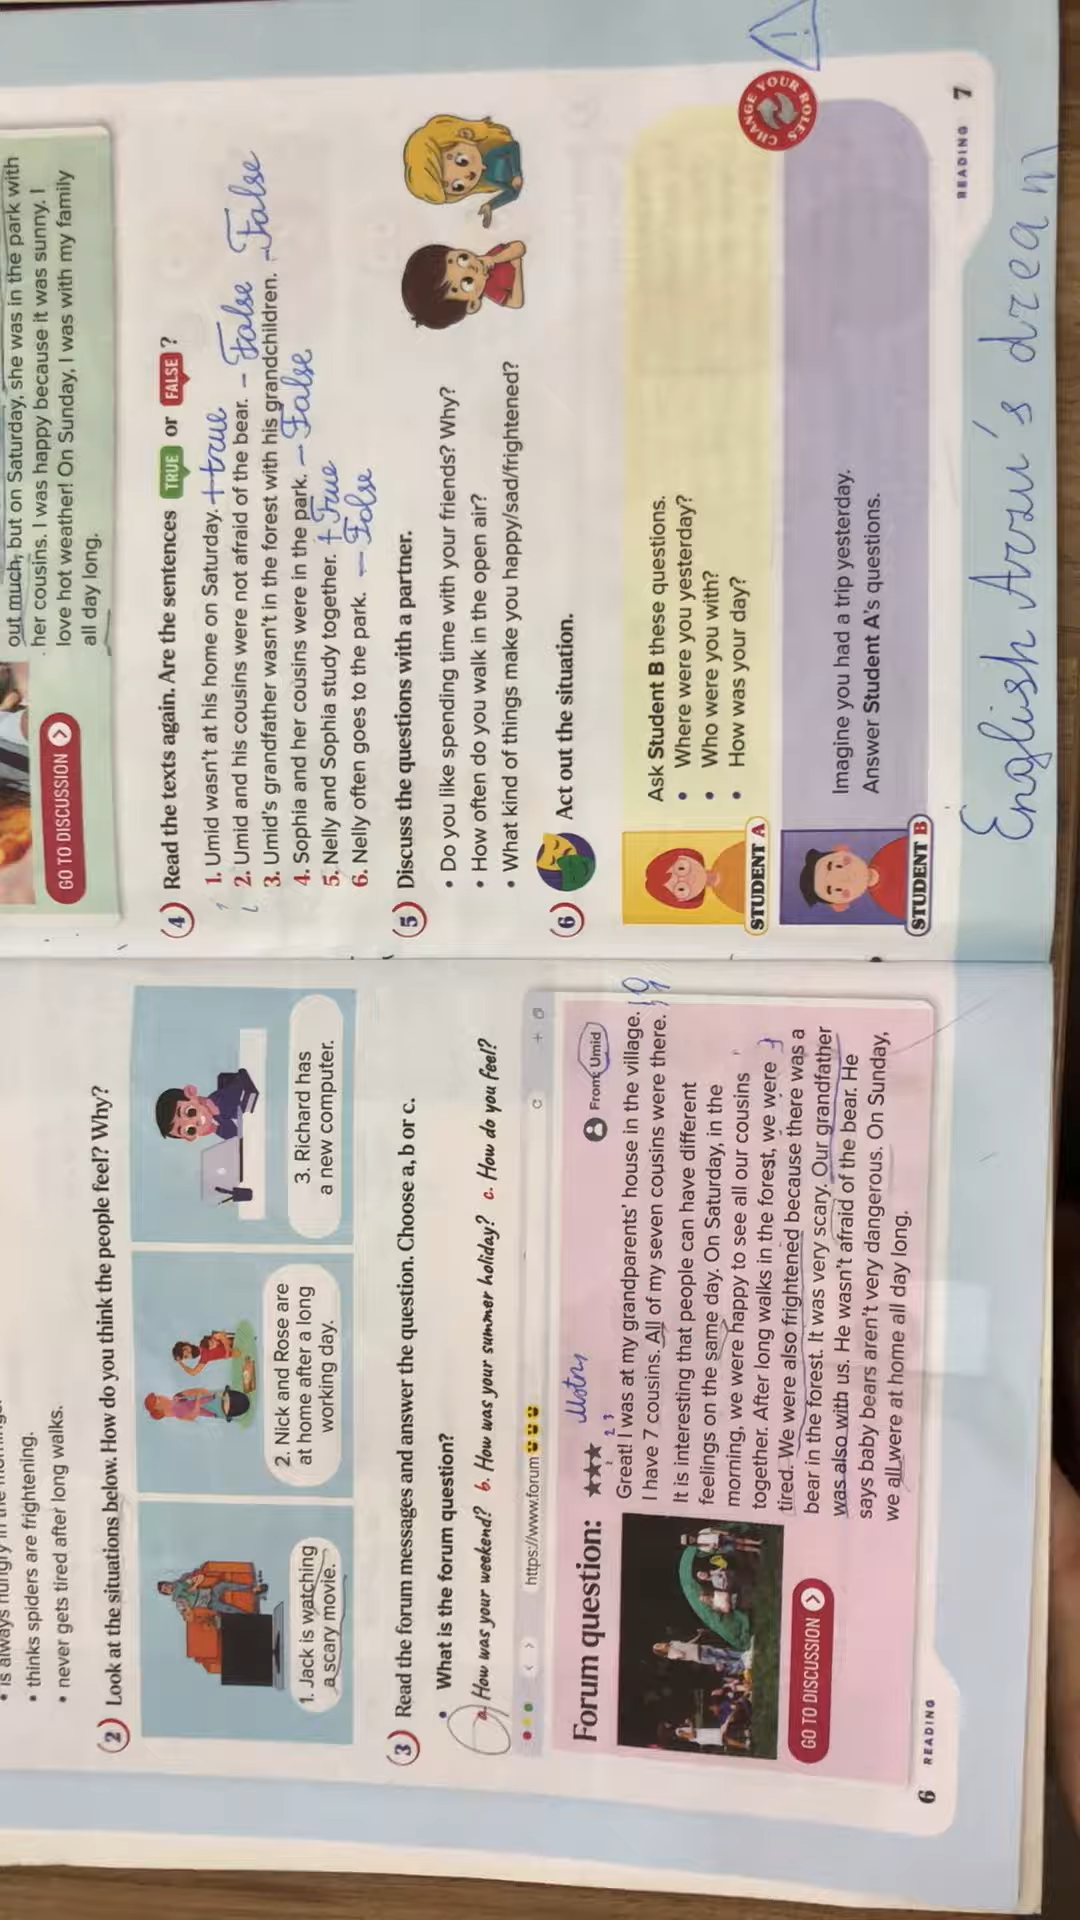 • thinks spiders are frightening.
• never gets tired after long walks.
2 Look at the situations below. How do you think the people feel? Why?
1. Jack is watching
a scary movie.
2. Nick and Rose are
at home after a long
working day.
3. Richard has
a new computer.
3 Read the forum messages and answer the question. Choose a, b or c.
• What is the forum question?
a. How was your weekend? b. How was your summer holiday? c. How do you feel?
https://www.forum
Forum question:
From: Umid
Great! I was at my grandparents' house in the village.
I have 7 cousins. All of my seven cousins were there.
It is interesting that people can have different
feelings on the same day. On Saturday, in the
morning, we were happy to see all our cousins
together. After long walks in the forest, we were
tired. We were also frightened because there was a
bear in the forest. It was very scary. Our grandfather
was also with us. He wasn't afraid of the bear. He
says baby bears aren't very dangerous. On Sunday,
we all were at home all day long.
GO TO DISCUSSION
6 READING
out much, but on Saturday, she was in the park with
her cousins. I was happy because it was sunny. I
love hot weather! On Sunday, I was with my family
all day long.
GO TO DISCUSSION
4 Read the texts again. Are the sentences TRUE or FALSE ?
1. Umid wasn't at his home on Saturday. + true
2. Umid and his cousins were not afraid of the bear. - False
3. Umid's grandfather wasn't in the forest with his grandchildren. - False
4. Sophia and her cousins were in the park. - False
5. Nelly and Sophia study together. + True
6. Nelly often goes to the park. - False
5 Discuss the questions with a partner.
• Do you like spending time with your friends? Why?
• How often do you walk in the open air?
• What kind of things make you happy/sad/frightened?
6 Act out the situation.
Ask Student B these questions.
• Where were you yesterday?
• Who were you with?
• How was your day?
STUDENT A
CHANGE YOUR ROLES
Imagine you had a trip yesterday.
Answer Student A's questions.
STUDENT B
READING 7
English Arzu's dream